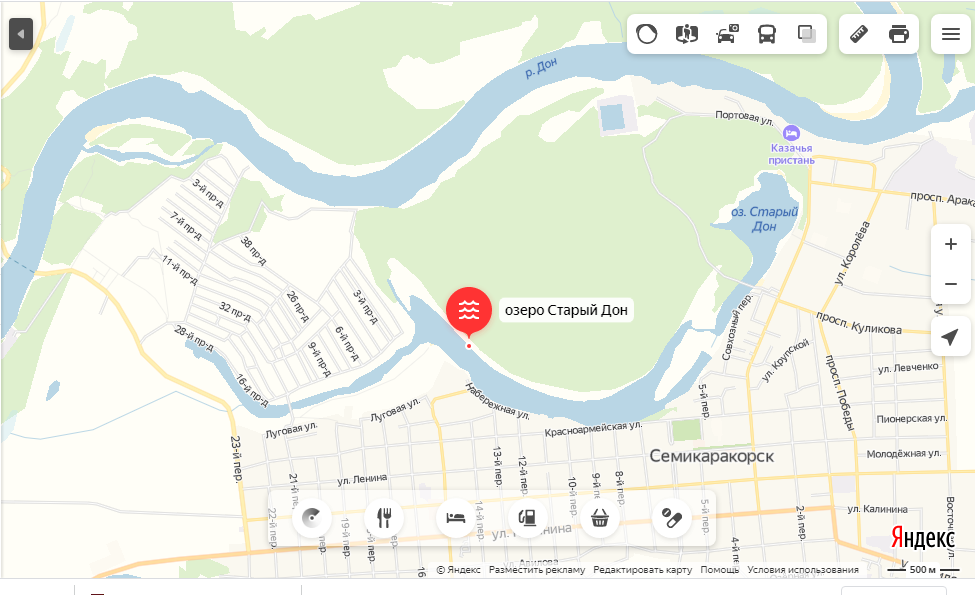 р. Дон
Портовая ул.
Казачья
пристань
просп. Арака
3-й пр-д
оз. Старый
Дон
7-й пр-д
38 пр-д
ул. Королёва
11-й пр-д
32 пр-д
26 пр-д
3-й пр-д
озеро Старый Дон
Совхозный пер.
просп. Куликова
28-й пр-д
6-й пр-д
9-й пр-д
ул. Крупской
просп. Победы
ул. Левченко
16-й пр-д
Набережная ул.
5-й пер.
Луговая ул.
Луговая ул.
Красноармейская ул.
Пионерская ул.
23-й пер.
Семикаракорск
Молодёжная ул.
21-й
ул. Ленина
13-й пер.
12-й пер.
10-й пер.
9-й
8-й пер.
14-й пер.
5-й пер.
2-й пер.
ул. Калинина
22-й пер.
19-й пер.
пер.
пер.
4-й пер.
Яндекс
© Яндекс
Разместить рекламу
Редактировать карту
Помощь
Условия использования
500 м